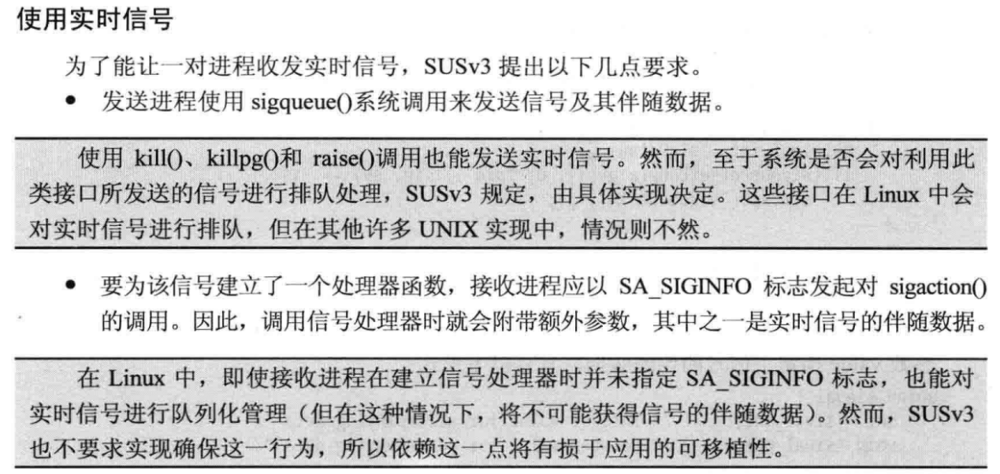 使用实时信号
为了能让一对进程收发实时信号，SUSv3 提出以下几点要求。
• 发送进程使用 sigqueue()系统调用来发送信号及其伴随数据。
使用 kill()、killpg()和 raise()调用也能发送实时信号。然而，至于系统是否会对利用此
类接口所发送的信号进行排队处理，SUSv3 规定，由具体实现决定。这些接口在 Linux 中会
对实时信号进行排队，但在其他许多 UNIX 实现中，情况则不然。
• 要为该信号建立了一个处理器函数，接收进程应以 SA_SIGINFO 标志发起对 sigaction()
的调用。因此，调用信号处理器时就会附带额外参数，其中之一是实时信号的伴随数据。
在 Linux 中，即使接收进程在建立信号处理器时并未指定 SA_SIGINFO 标志，也能对
实时信号进行队列化管理（但在这种情况下，将不可能获得信号的伴随数据）。然而，SUSv3
也不要求实现确保这一行为，所以依赖这一点将有损于应用的可移植性。